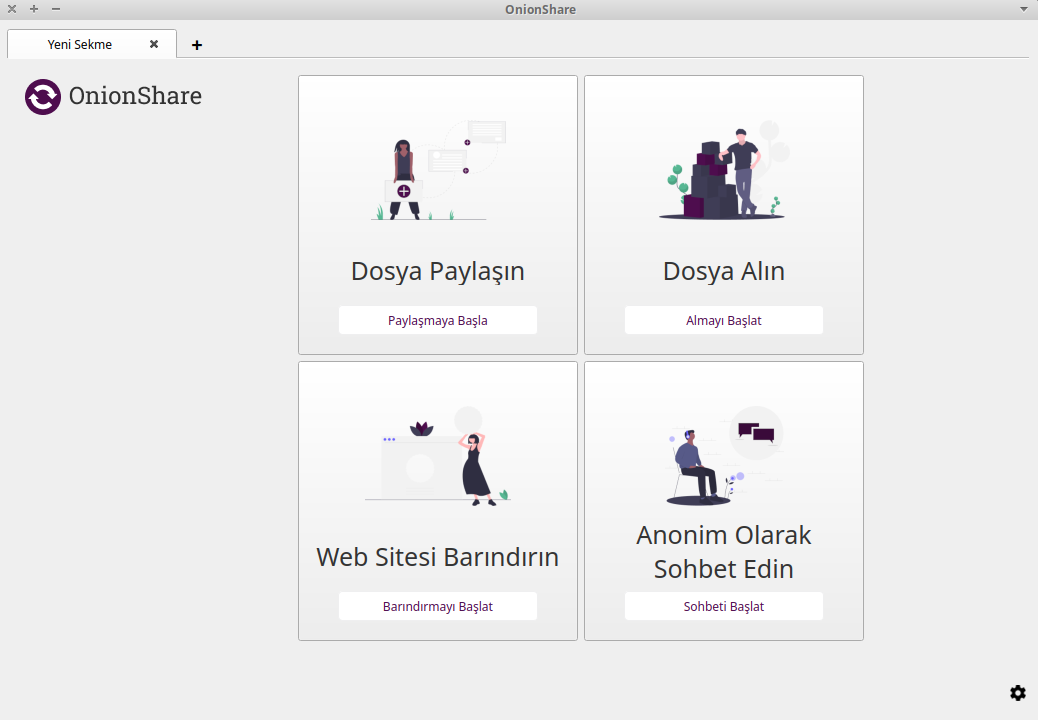 OnionShare
Yeni Sekme
OnionShare
Dosya Paylaşın
Paylaşmaya Başla
Dosya Alın
Almayı Başlat
Web Sitesi Barındırın
Barındırmayı Başlat
Anonim Olarak
Sohbet Edin
Sohbeti Başlat